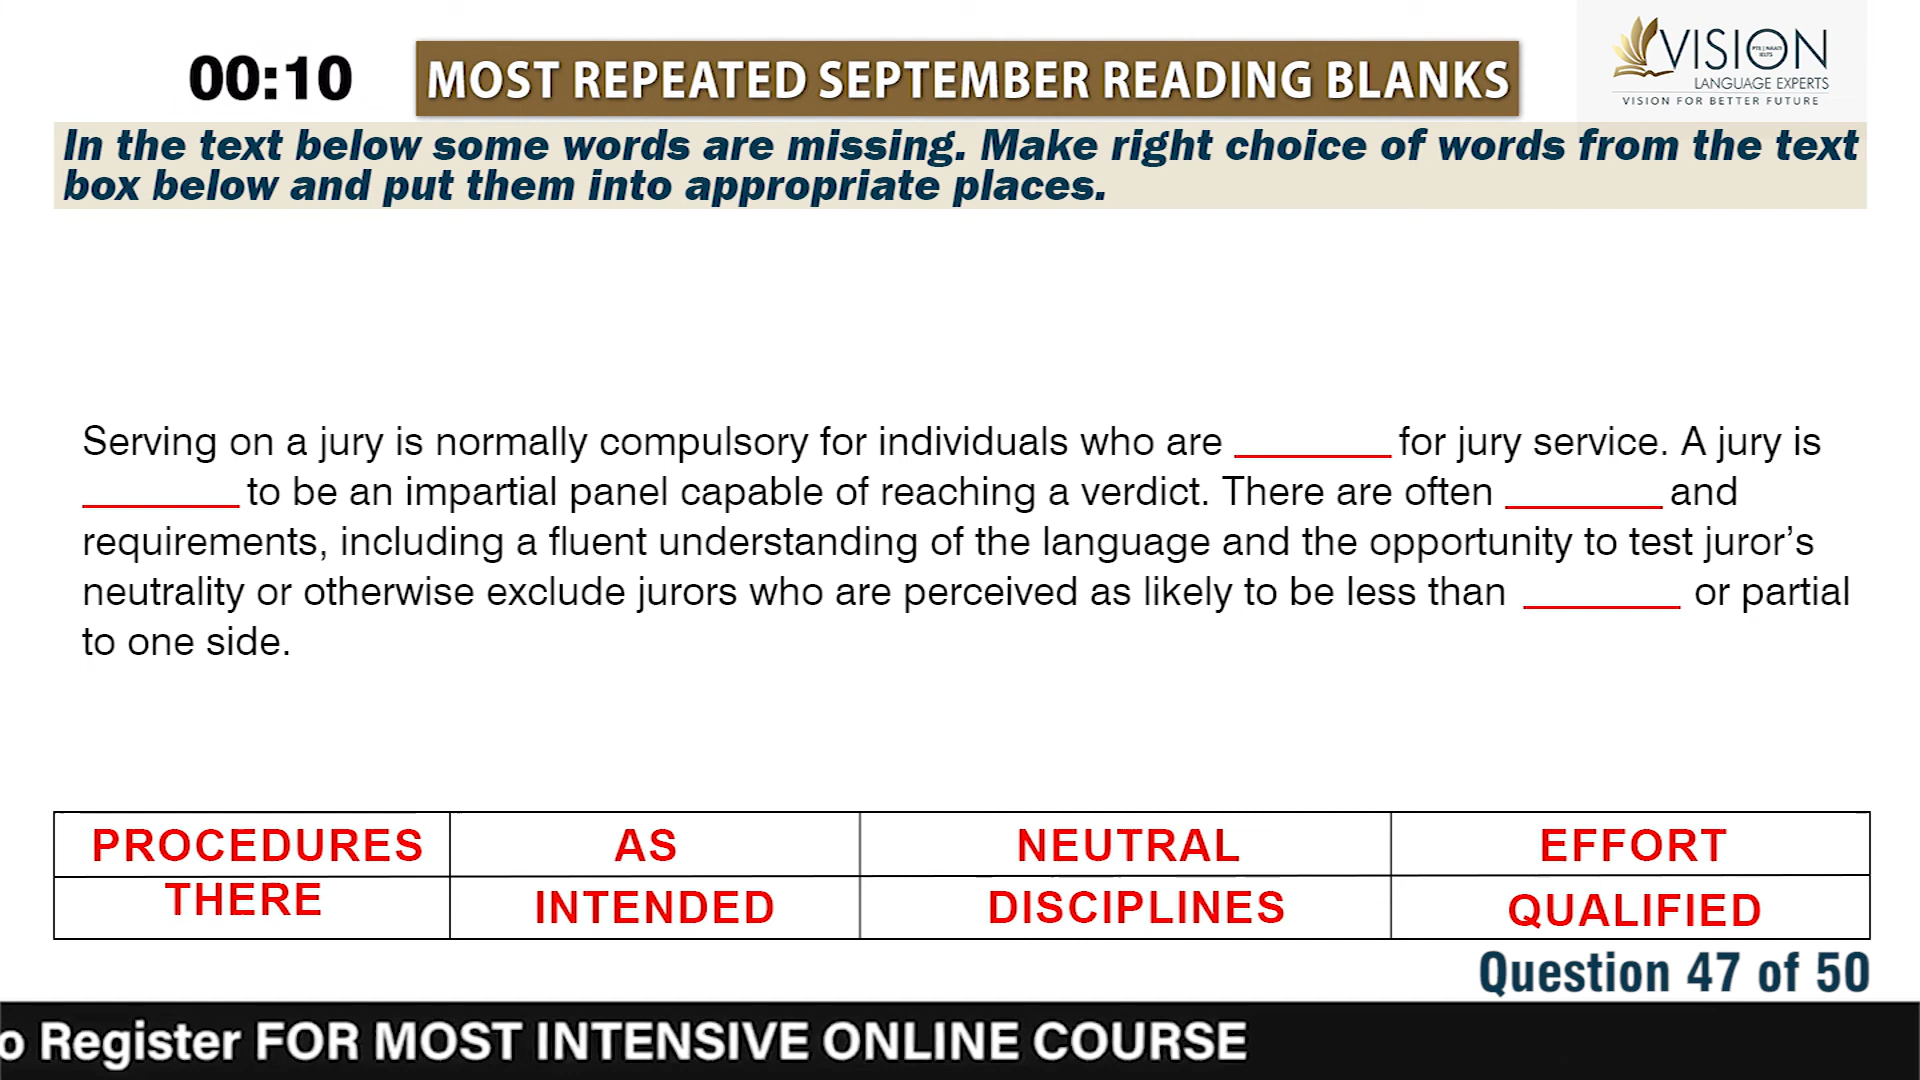 00:10
MOST REPEATED SEPTEMBER READING BLANKS
VISION
PTE | NAATI
IELTS
LANGUAGE EXPERTS
VISION FOR BETTER FUTURE
In the text below some words are missing. Make right choice of words from the text
box below and put them into appropriate places.
Serving on a jury is normally compulsory for individuals who are ________ for jury service. A jury is
________ to be an impartial panel capable of reaching a verdict. There are often ________ and
requirements, including a fluent understanding of the language and the opportunity to test juror’s
neutrality or otherwise exclude jurors who are perceived as likely to be less than ________ or partial
to one side.
PROCEDURES AS NEUTRAL EFFORT
THERE INTENDED DISCIPLINES QUALIFIED
Question 47 of 50
o Register FOR MOST INTENSIVE ONLINE COURSE